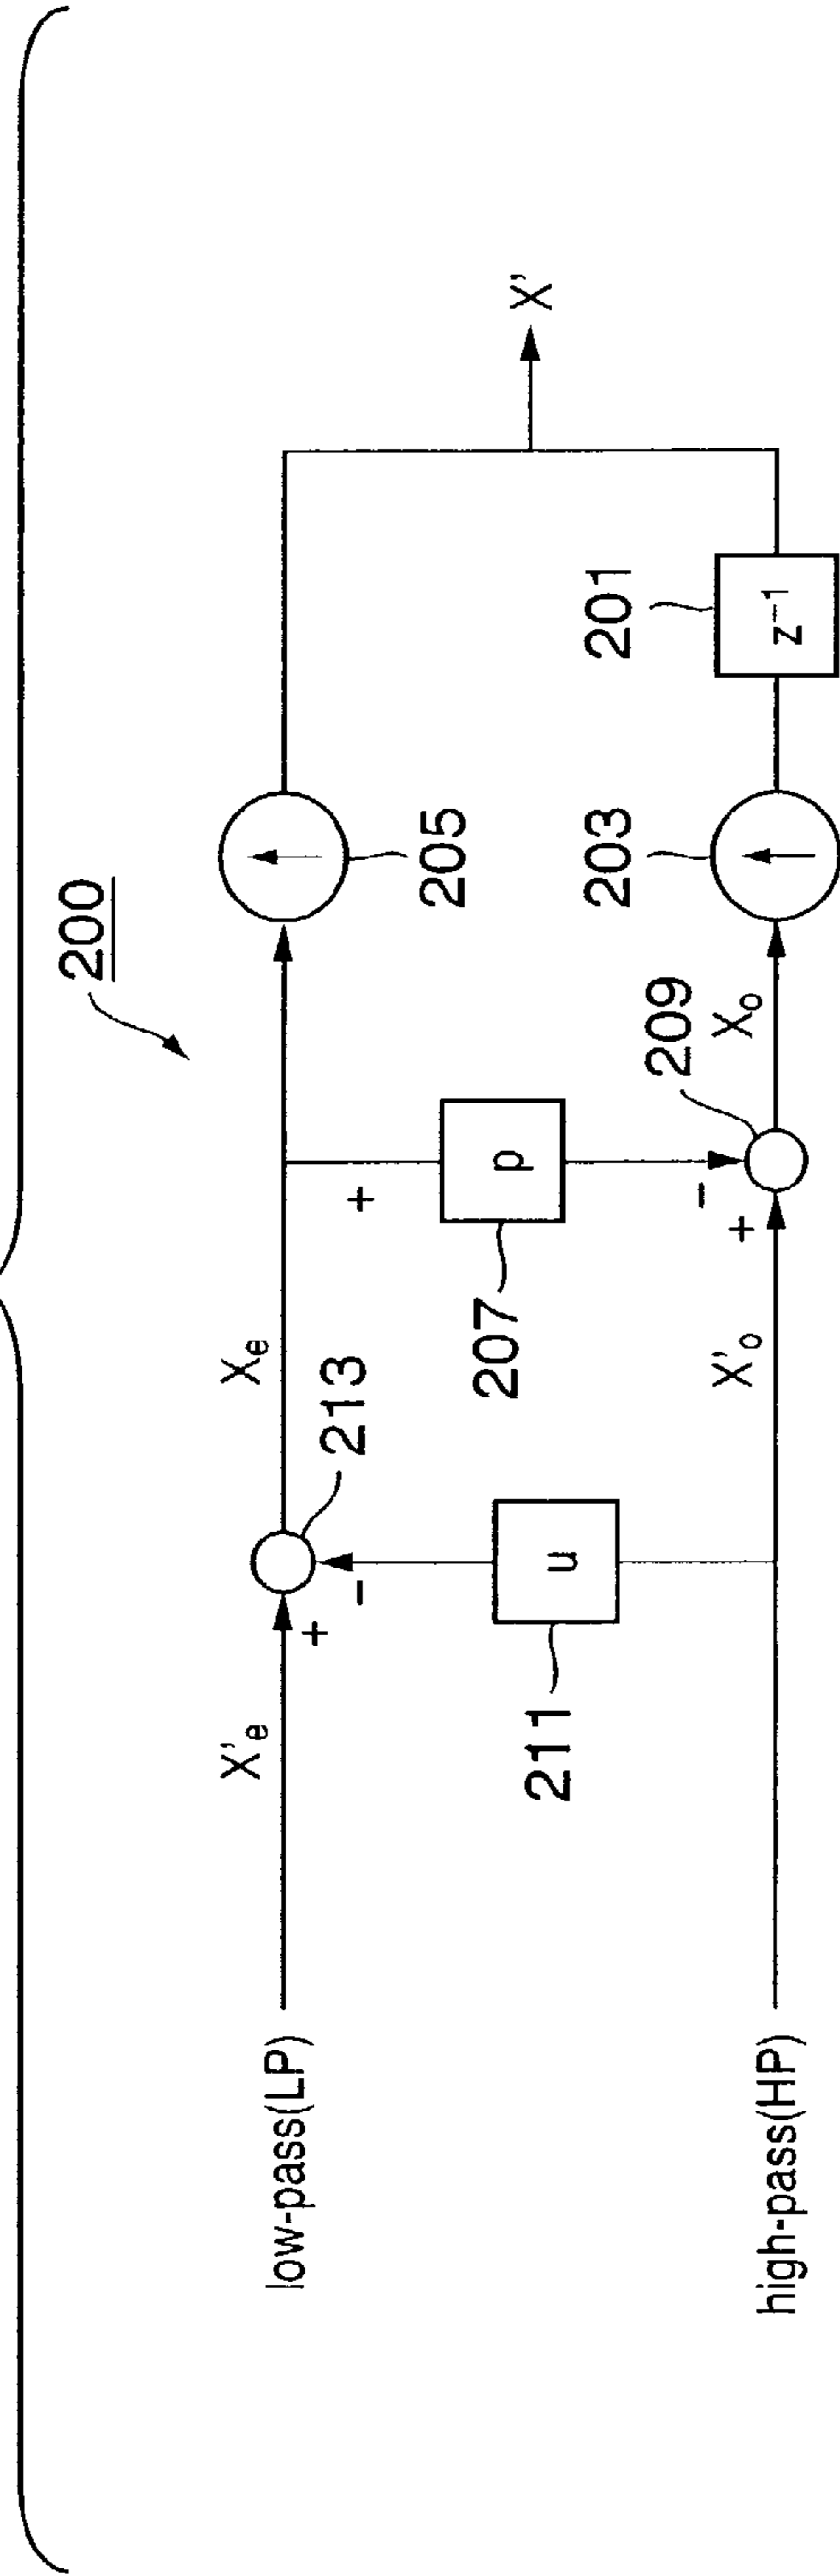 200
low-pass(LP)
X'e
+
-
213
Xe
+
205
X'
211
u
207
p
-
+
209
203
201
z⁻¹
high-pass(HP)
X'o
Xo